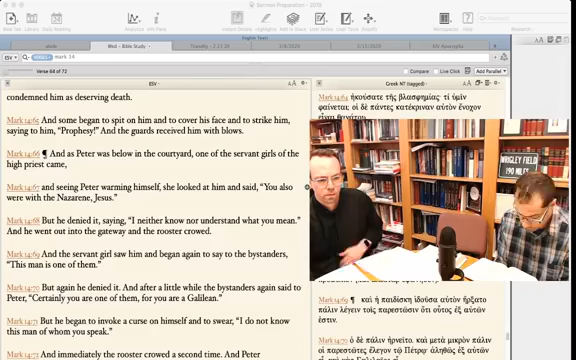 Sermon Preparation - 2019
Mark 14
ESV
mark 14
Verse 64 of 72
Compare
Live Click
Add Parallel
ESV
Greek NT (tagged)
condemned him as deserving death.
Mark 14:65 And some began to spit on him and to cover his face and to strike him,
saying to him, “Prophesy!” And the guards received him with blows.
Mark 14:66 ¶ And as Peter was below in the courtyard, one of the servant girls of the
high priest came,
Mark 14:67 and seeing Peter warming himself, she looked at him and said, “You also
were with the Nazarene, Jesus.”
Mark 14:68 But he denied it, saying, “I neither know nor understand what you mean.”
And he went out into the gateway and the rooster crowed.
Mark 14:69 And the servant girl saw him and began again to say to the bystanders,
“This man is one of them.”
Mark 14:70 But again he denied it. And after a little while the bystanders again said to
Peter, “Certainly you are one of them, for you are a Galilean.”
Mark 14:71 But he began to invoke a curse on himself and to swear, “I do not know
this man of whom you speak.”
Mark 14:72 And immediately the rooster crowed a second time. And Peter
Mark 14:64 ἠκούσατε τῆς βλασφημίας· τί ὑμῖν
φαίνεται; οἱ δὲ πάντες κατέκριναν αὐτὸν ἔνοχον
εἶναι θανάτου.
WRIGLEY FIELD
190 MILES
Mark 14:69 ¶ καὶ ἡ παιδίσκη ἰδοῦσα αὐτὸν ἤρξατο
πάλιν λέγειν τοῖς παρεστῶσιν ὅτι οὗτος ἐξ αὐτῶν
ἐστιν.
Mark 14:70 ὁ δὲ πάλιν ἠρνεῖτο. καὶ μετὰ μικρὸν πάλιν
οἱ παρεστῶτες ἔλεγον τῷ Πέτρῳ· ἀληθῶς ἐξ αὐτῶν